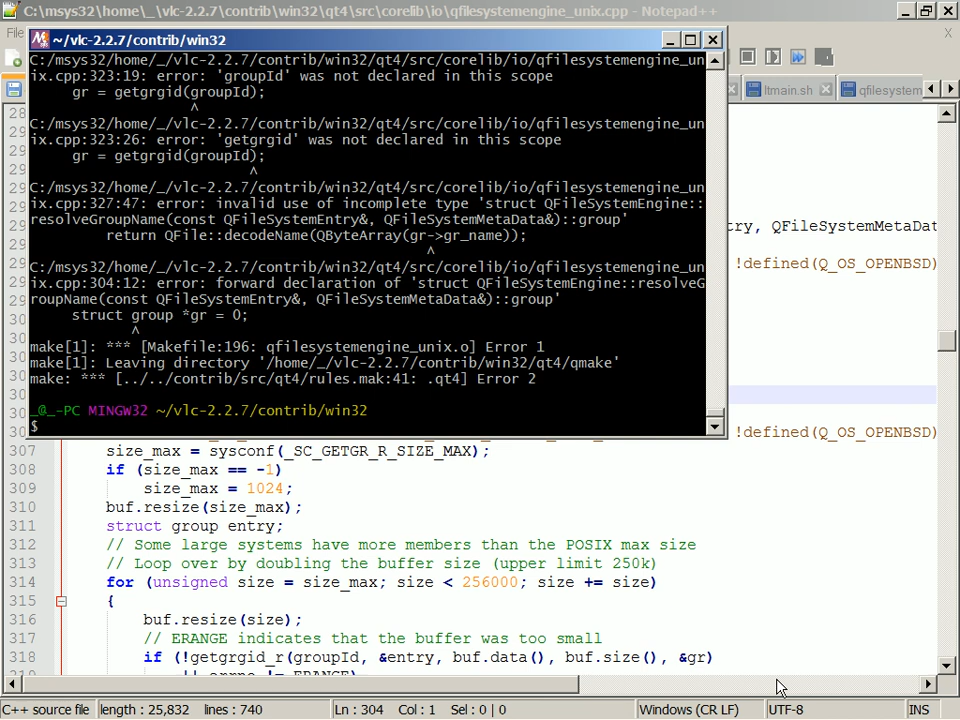 C:\msys32\home\_\vlc-2.2.7\contrib\win32\qt4\src\corelib\io\qfilesystemengine_unix.cpp - Notepad++
File
X
~/vlc-2.2.7/contrib/win32
ltmain.sh
qfilesystem
C:/msys32/home/_/vlc-2.2.7/contrib/win32/qt4/src/corelib/io/qfilesystemengine_un
ix.cpp:323:19: error: 'groupId' was not declared in this scope
gr = getgrgid(groupId);
^
C:/msys32/home/_/vlc-2.2.7/contrib/win32/qt4/src/corelib/io/qfilesystemengine_un
ix.cpp:323:26: error: 'getgrgid' was not declared in this scope
gr = getgrgid(groupId);
^
C:/msys32/home/_/vlc-2.2.7/contrib/win32/qt4/src/corelib/io/qfilesystemengine_un
ix.cpp:327:47: error: invalid use of incomplete type 'struct QFileSystemEngine::
resolveGroupName(const QFileSystemEntry&, QFileSystemMetaData&)::group'
return QFile::decodeName(QByteArray(gr->gr_name));
^
C:/msys32/home/_/vlc-2.2.7/contrib/win32/qt4/src/corelib/io/qfilesystemengine_un
ix.cpp:304:12: error: forward declaration of 'struct QFileSystemEngine::resolveG
roupName(const QFileSystemEntry&, QFileSystemMetaData&)::group'
struct group *gr = 0;
^
make[1]: *** [Makefile:196: qfilesystemengine_unix.o] Error 1
make[1]: Leaving directory '/home/_/vlc-2.2.7/contrib/win32/qt4/qmake'
make: *** [../../contrib/src/qt4/rules.mak:41: .qt4] Error 2
_@_-PC MINGW32 ~/vlc-2.2.7/contrib/win32
$
try, QFileSystemMetaDat
!defined(Q_OS_OPENBSD)
!defined(Q_OS_OPENBSD)
307 size_max = sysconf(_SC_GETGR_R_SIZE_MAX);
308 if (size_max == -1)
309 size_max = 1024;
310 buf.resize(size_max);
311 struct group entry;
312 // Some large systems have more members than the POSIX max size
313 // Loop over by doubling the buffer size (upper limit 250k)
314 for (unsigned size = size_max; size < 256000; size += size)
315 {
316 buf.resize(size);
317 // ERANGE indicates that the buffer was too small
318 if (!getgrgid_r(groupId, &entry, buf.data(), buf.size(), &gr)
|| errno != ERANGE)
C++ source file length : 25,832 lines : 740 Ln : 304 Col : 1 Sel : 0 | 0 Windows (CR LF) UTF-8 INS